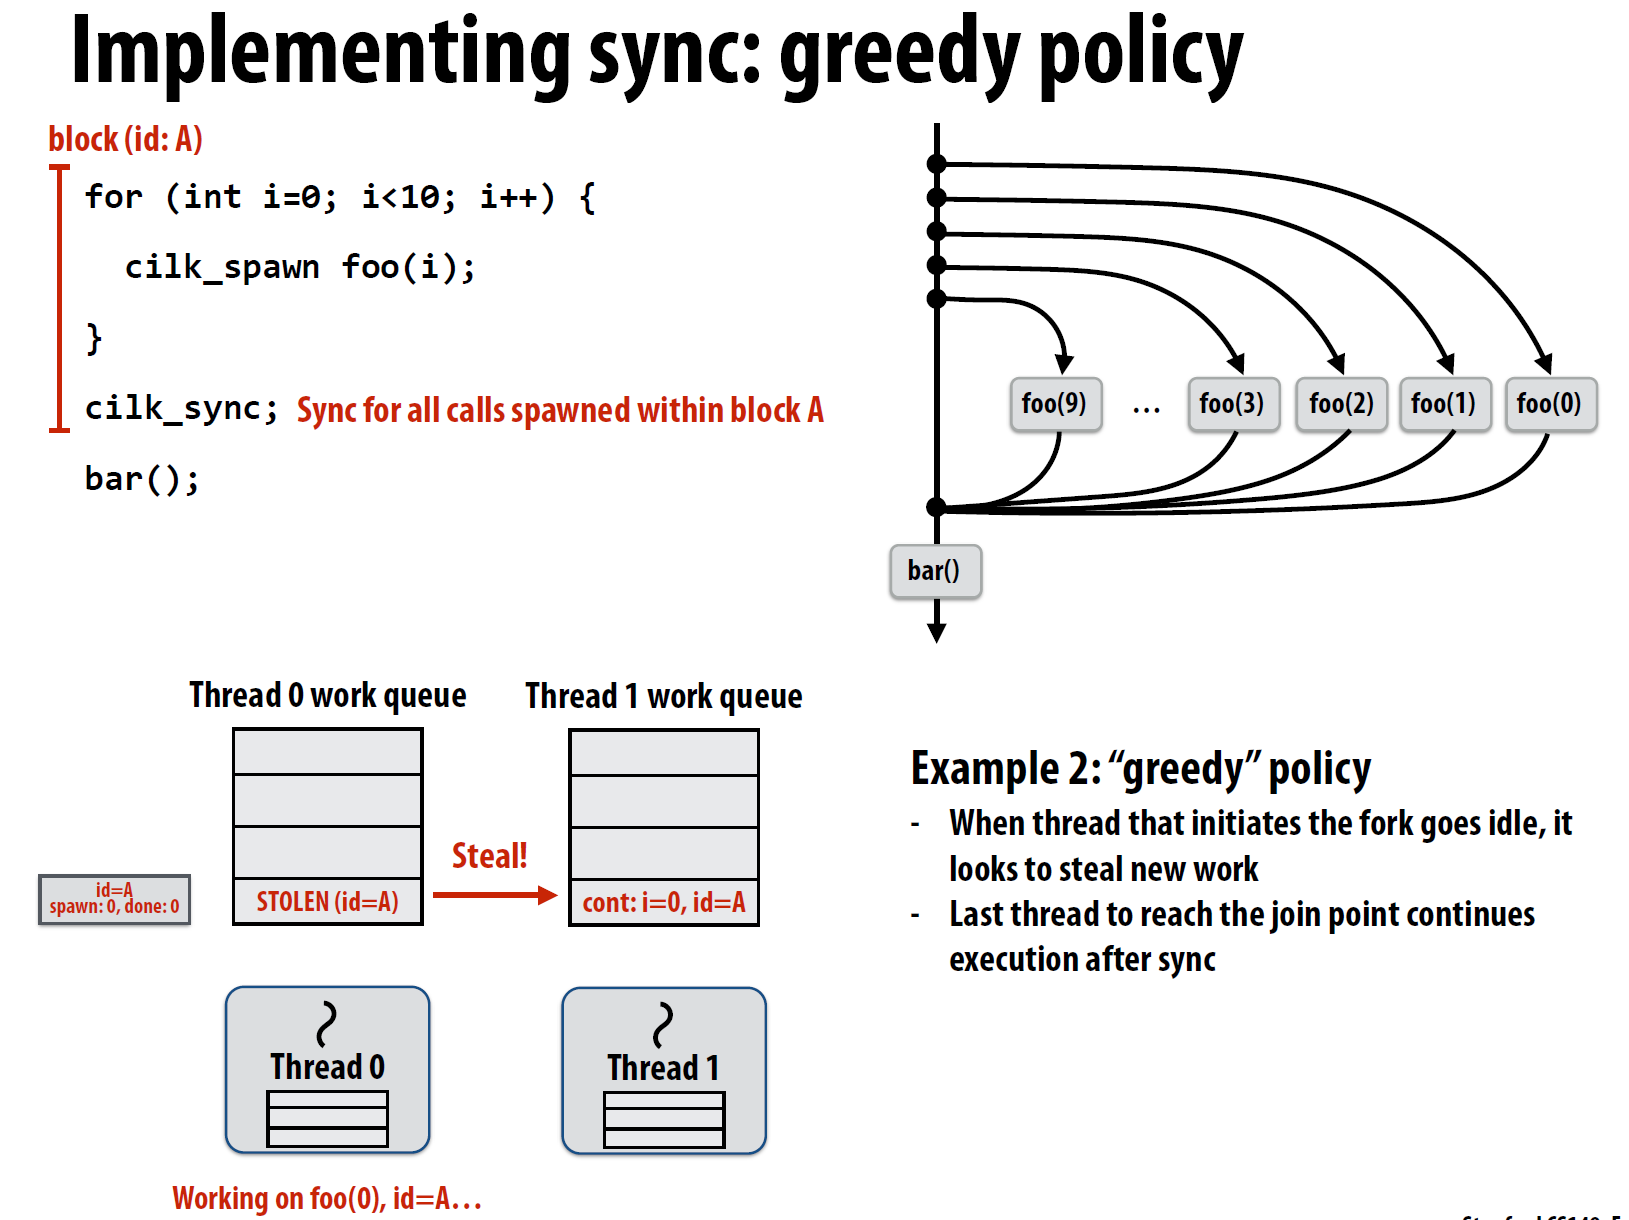 Implementing sync: greedy policy
block (id: A)
for (int i=0; i<10; i++) {
cilk_spawn foo(i);
}
cilk_sync; Sync for all calls spawned within block A
bar();
foo(9) ... foo(3) foo(2) foo(1) foo(0)
bar()
Thread 0 work queue
Thread 1 work queue
Steal!
id=A
spawn: 0, done: 0
STOLEN (id=A)
cont: i=0, id=A
Thread 0
Thread 1
Working on foo(0), id=A...
Example 2: “greedy” policy
- When thread that initiates the fork goes idle, it
looks to steal new work
- Last thread to reach the join point continues
execution after sync